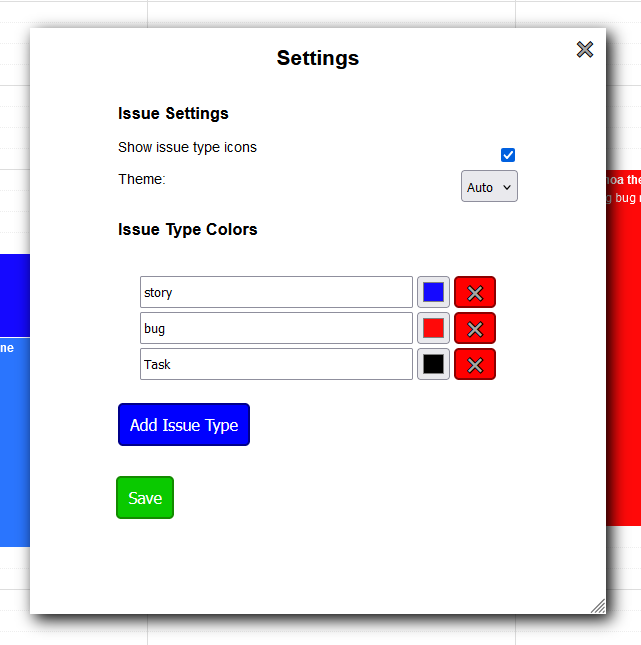 Settings
Issue Settings
Show issue type icons
Theme:
Auto
Issue Type Colors
story
bug
Task
Add Issue Type
Save
ne
the
bug